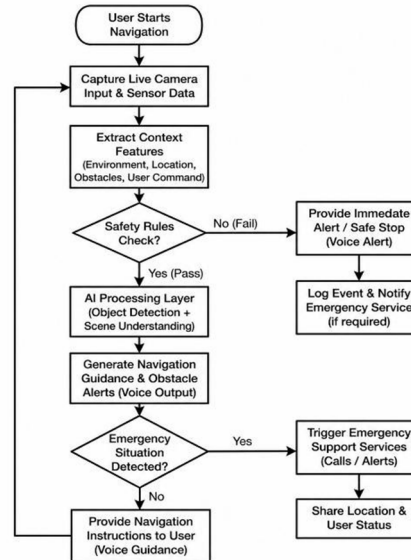 User Starts
Navigation
Capture Live Camera
Input & Sensor Data
Extract Context
Features
(Environment, Location,
Obstacles, User Command)
Safety Rules
Check?
No (Fail)
Provide Immediate
Alert / Safe Stop
(Voice Alert)
Log Event & Notify
Emergency Service
(if required)
Yes (Pass)
AI Processing Layer
(Object Detection +
Scene Understanding)
Generate Navigation
Guidance & Obstacle
Alerts (Voice Output)
Emergency
Situation
Detected?
Yes
Trigger Emergency
Support Services
(Calls / Alerts)
Share Location &
User Status
No
Provide Navigation
Instructions to User
(Voice Guidance)